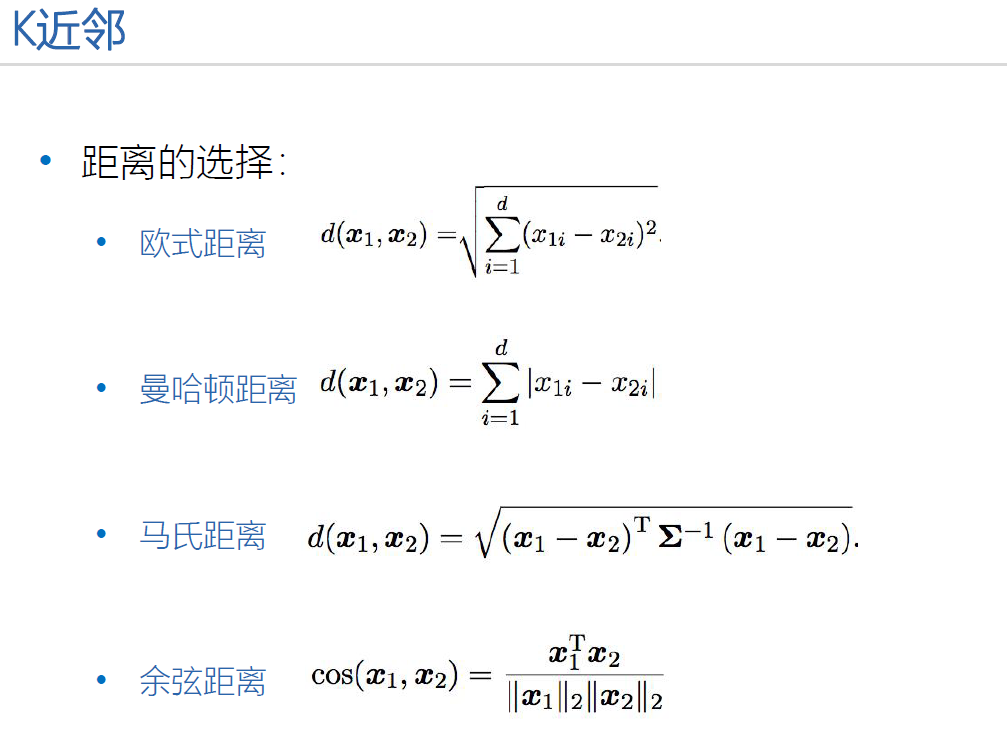 K近邻
• 距离的选择：
• 欧式距离 $d(\boldsymbol{x}_1, \boldsymbol{x}_2) = \sqrt{\sum_{i=1}^{d} (x_{1i} - x_{2i})^2}.$
• 曼哈顿距离 $d(\boldsymbol{x}_1, \boldsymbol{x}_2) = \sum_{i=1}^{d} |x_{1i} - x_{2i}|$
• 马氏距离 $d(\boldsymbol{x}_1, \boldsymbol{x}_2) = \sqrt{(\boldsymbol{x}_1 - \boldsymbol{x}_2)^{\mathrm{T}} \boldsymbol{\Sigma}^{-1} (\boldsymbol{x}_1 - \boldsymbol{x}_2)}.$
• 余弦距离 $\cos(\boldsymbol{x}_1, \boldsymbol{x}_2) = \frac{\boldsymbol{x}_1^{\mathrm{T}} \boldsymbol{x}_2}{\|\boldsymbol{x}_1\|_2 \|\boldsymbol{x}_2\|_2}$